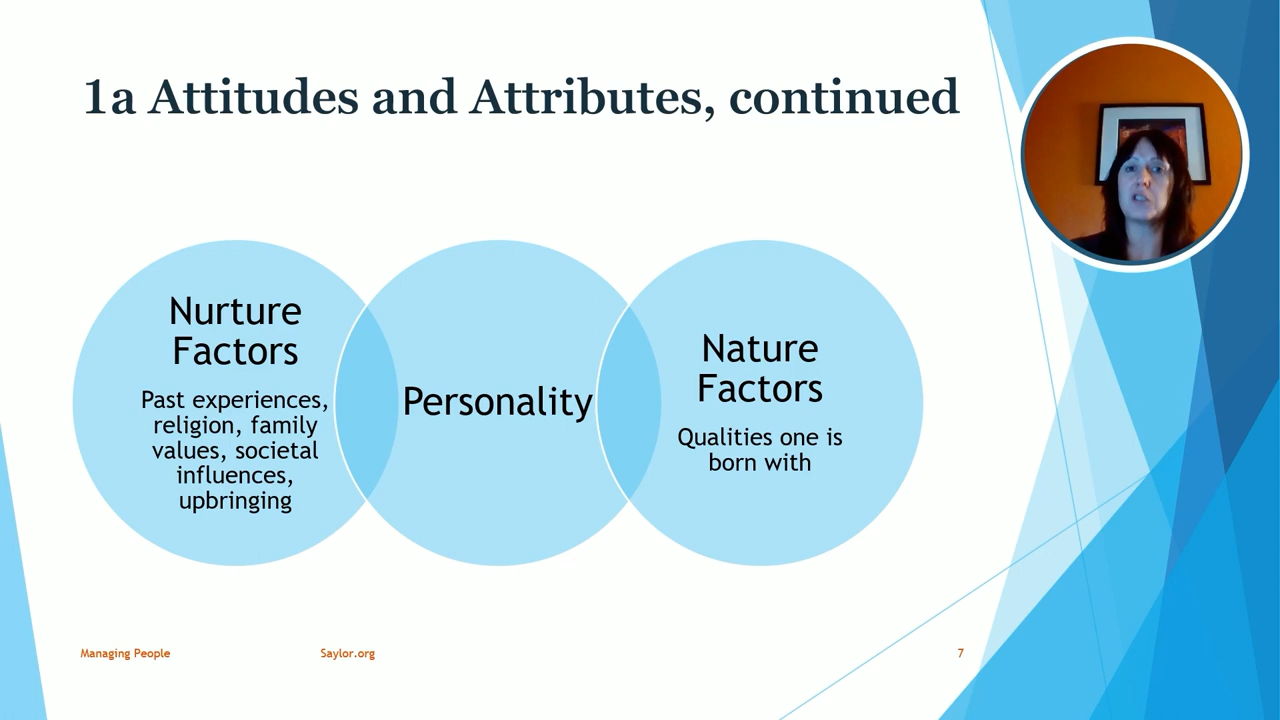 1a Attitudes and Attributes, continued
Nurture
Factors
Past experiences,
religion, family
values, societal
influences,
upbringing
Personality
Nature
Factors
Qualities one is
born with
Managing People
Saylor.org
7